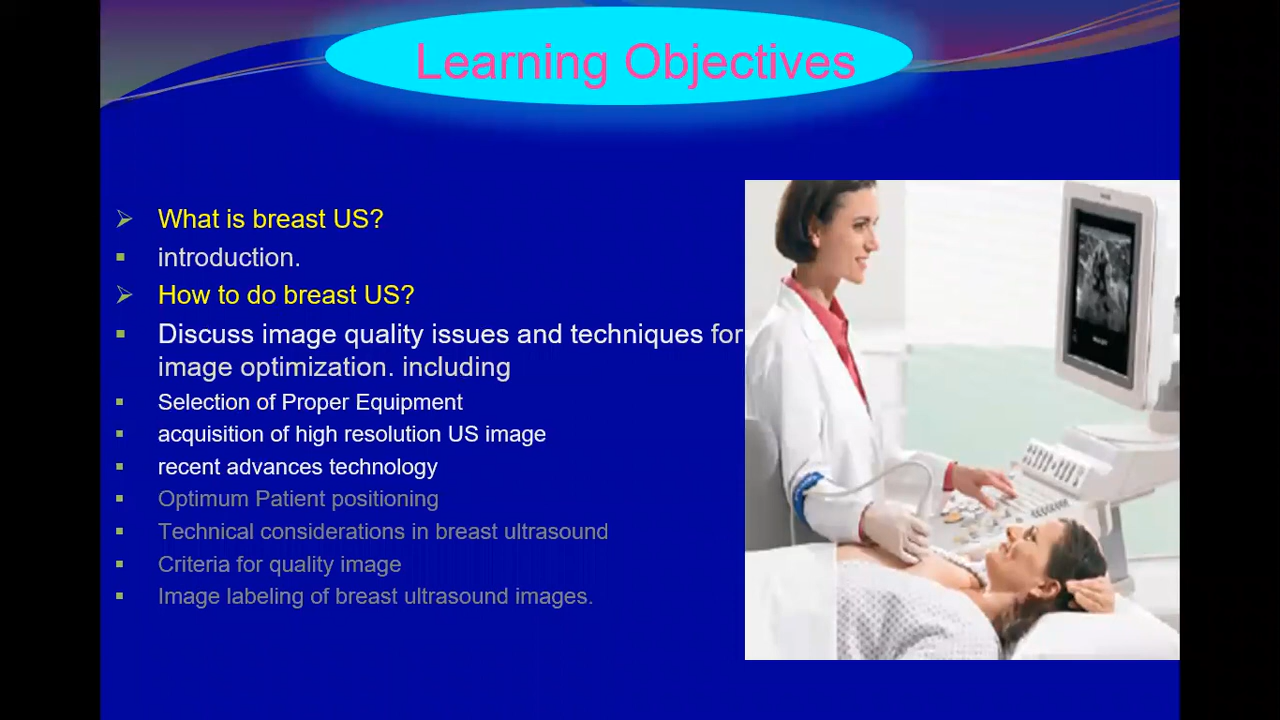 Learning Objectives
What is breast US?
introduction.
How to do breast US?
Discuss image quality issues and techniques for
image optimization. including
Selection of Proper Equipment
acquisition of high resolution US image
recent advances technology
Optimum Patient positioning
Technical considerations in breast ultrasound
Criteria for quality image
Image labeling of breast ultrasound images.